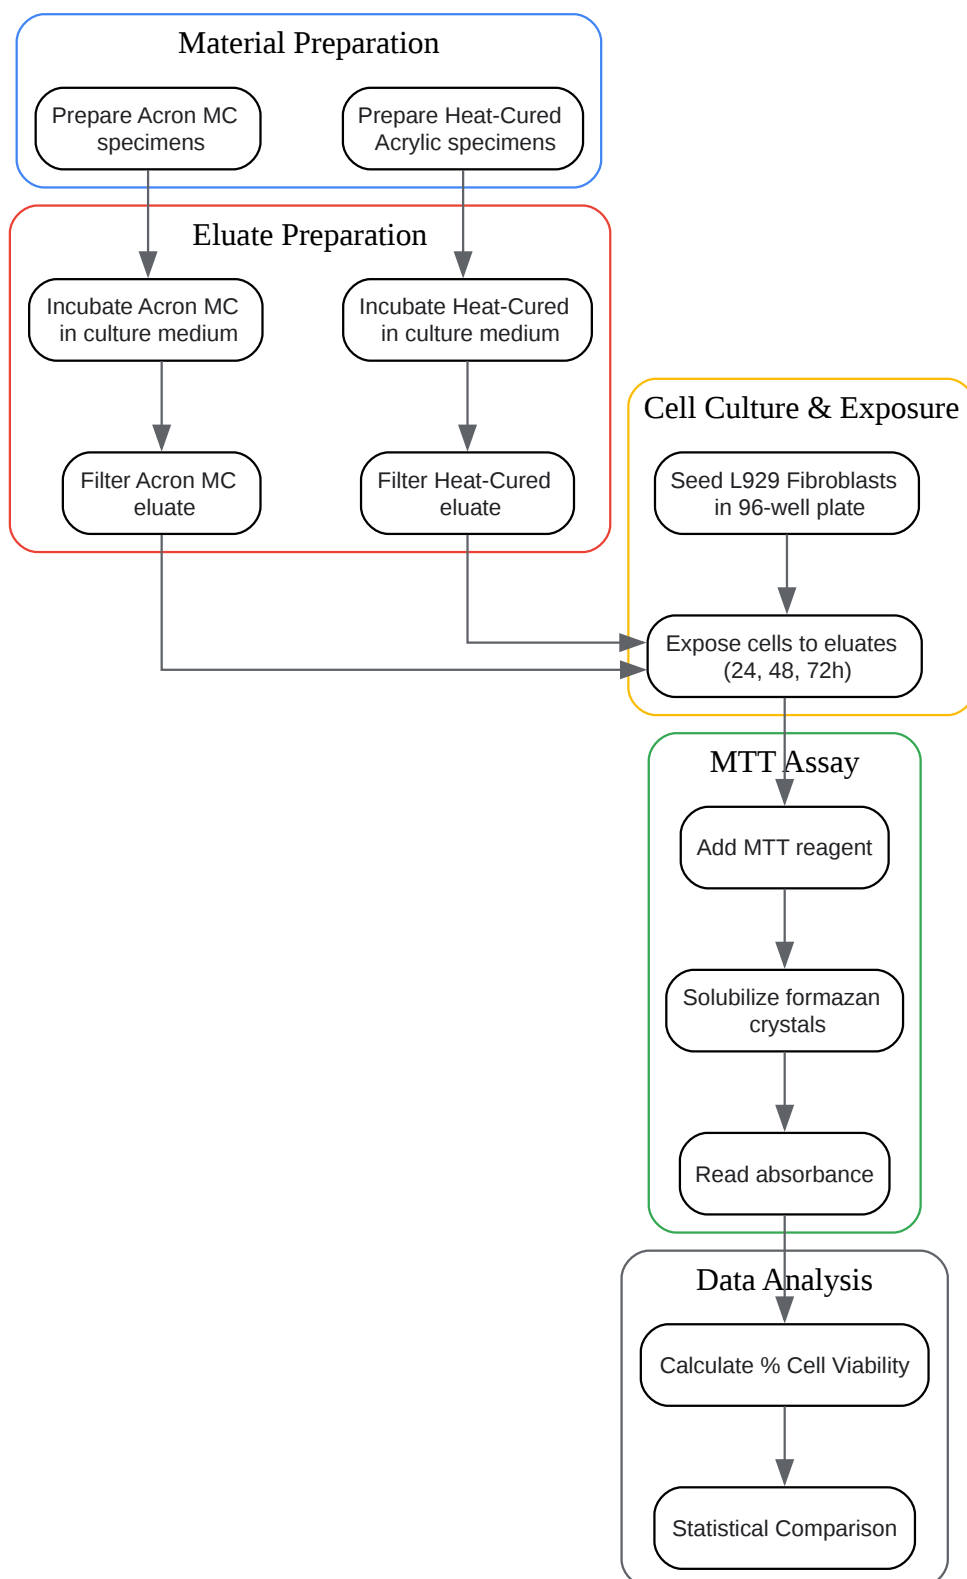 Material Preparation
Prepare Acron MC
specimens
Prepare Heat-Cured
Acrylic specimens
Eluate Preparation
Incubate Acron MC
in culture medium
Incubate Heat-Cured
in culture medium
Filter Acron MC
eluate
Filter Heat-Cured
eluate
Cell Culture & Exposure
Seed L929 Fibroblasts
in 96-well plate
Expose cells to eluates
(24, 48, 72h)
MTT Assay
Add MTT reagent
Solubilize formazan
crystals
Read absorbance
Data Analysis
Calculate % Cell Viability
Statistical Comparison